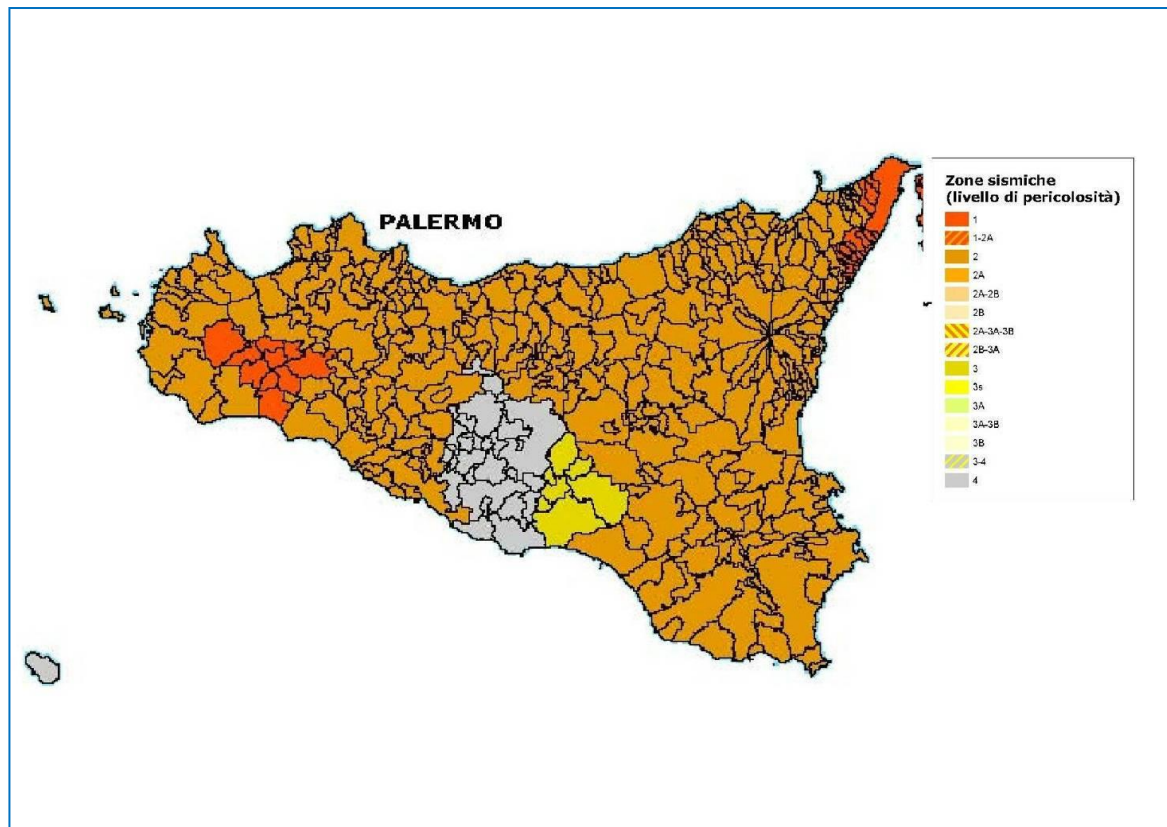 PALERMO
Zone sismiche
(livello di pericolosità)
1
1-2A
2
2A
2A-2B
2B
2A-3A-3B
2B-3A
3
3s
3A
3A-3B
3B
3-4
4